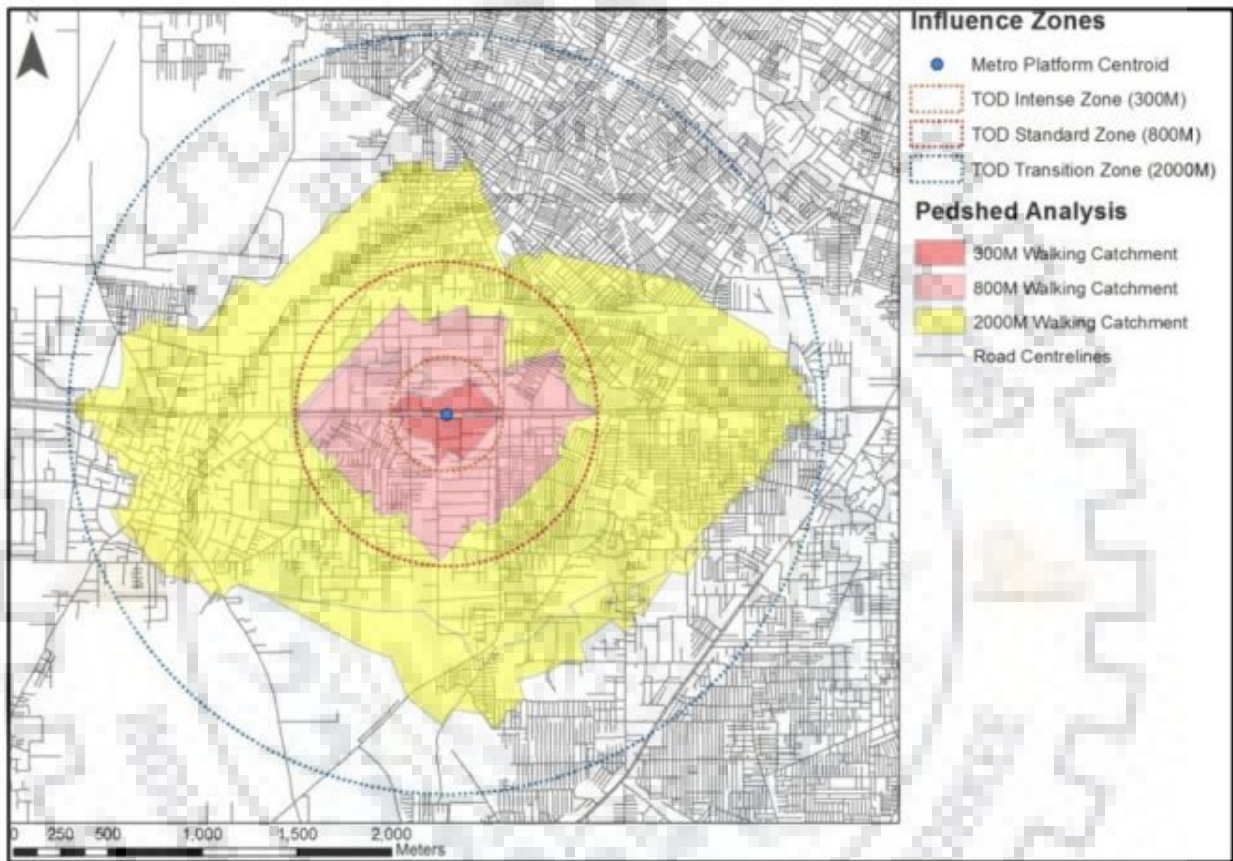 Influence Zones
Metro Platform Centroid
TOD Intense Zone (300M)
TOD Standard Zone (800M)
TOD Transition Zone (2000M)
Pedshed Analysis
300M Walking Catchment
800M Walking Catchment
2000M Walking Catchment
Road Centrelines
N
0 250 500 1,000 1,500 2,000
Meters